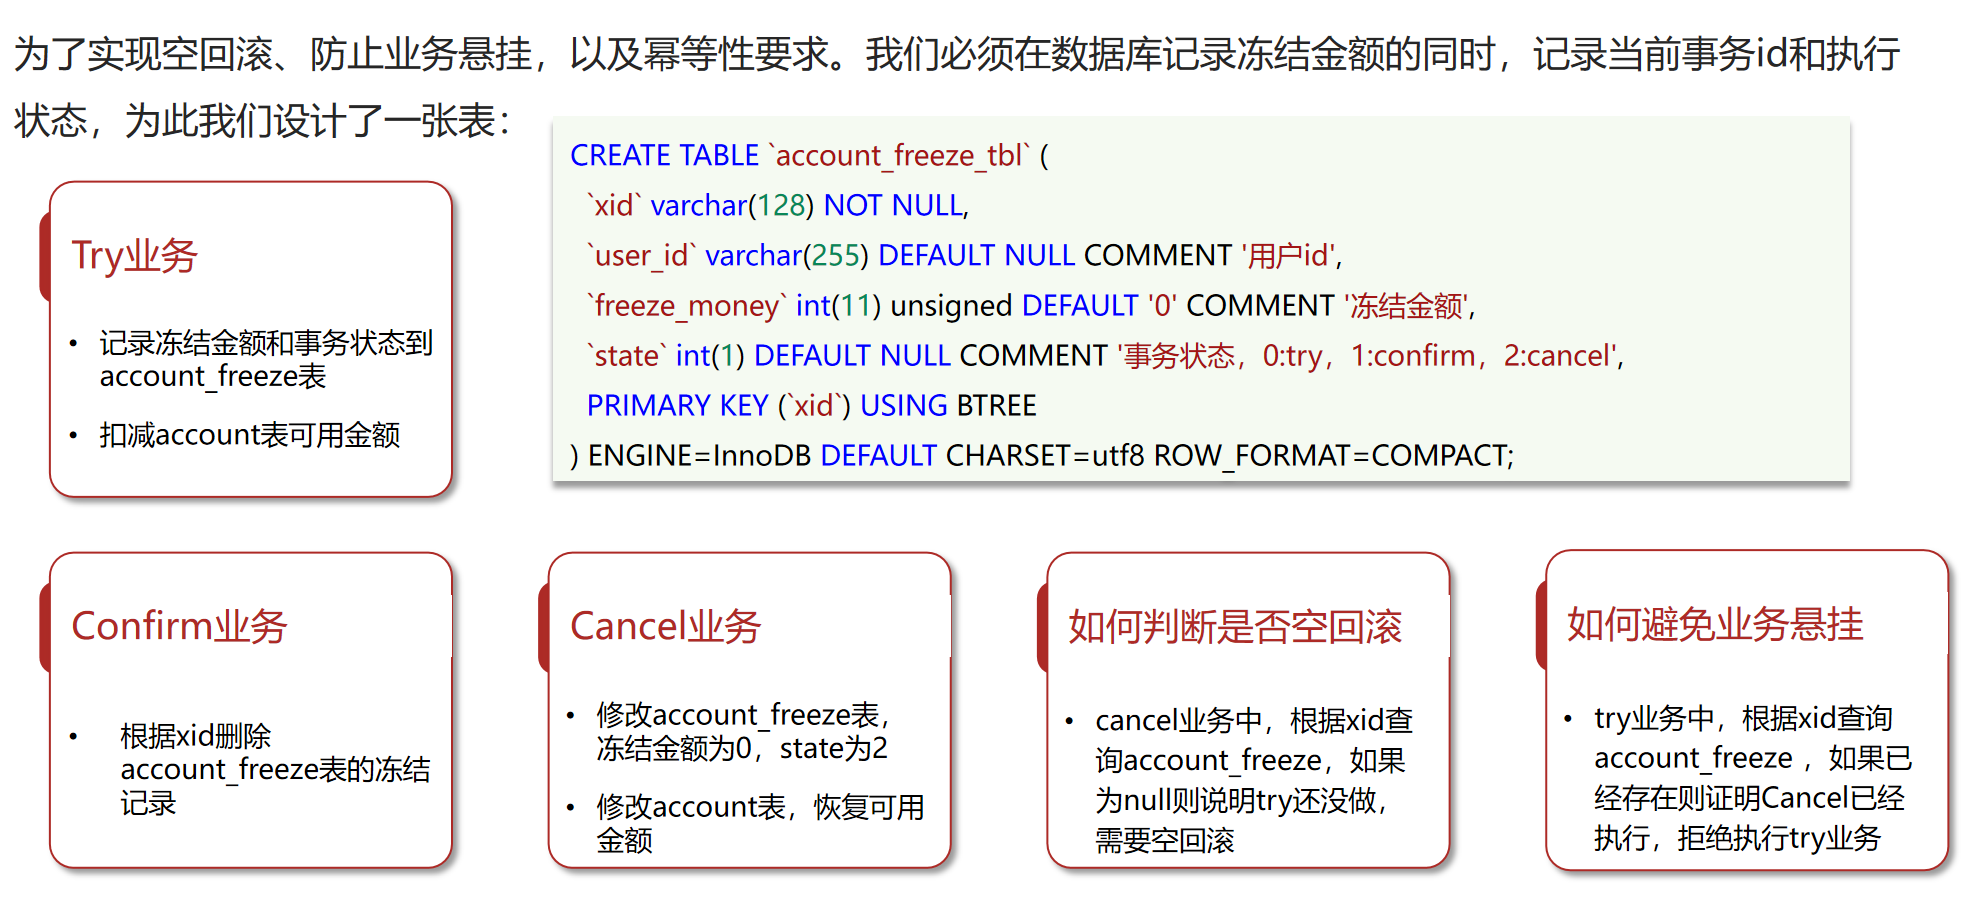 为了实现空回滚、防止业务悬挂，以及幂等性要求。我们必须在数据库记录冻结金额的同时，记录当前事务id和执行
状态，为此我们设计了一张表：
CREATE TABLE `account_freeze_tbl` (
`xid` varchar(128) NOT NULL,
`user_id` varchar(255) DEFAULT NULL COMMENT '用户id',
`freeze_money` int(11) unsigned DEFAULT '0' COMMENT '冻结金额',
`state` int(1) DEFAULT NULL COMMENT '事务状态，0:try，1:confirm，2:cancel',
PRIMARY KEY (`xid`) USING BTREE
) ENGINE=InnoDB DEFAULT CHARSET=utf8 ROW_FORMAT=COMPACT;
Try业务
• 记录冻结金额和事务状态到
account_freeze表
• 扣减account表可用金额
Confirm业务
• 根据xid删除
account_freeze表的冻结
记录
Cancel业务
• 修改account_freeze表，
冻结金额为0，state为2
• 修改account表，恢复可用
金额
如何判断是否空回滚
• cancel业务中，根据xid查
询account_freeze，如果
为null则说明try还没做，
需要空回滚
如何避免业务悬挂
• try业务中，根据xid查询
account_freeze ，如果已
经存在则证明Cancel已经
执行，拒绝执行try业务